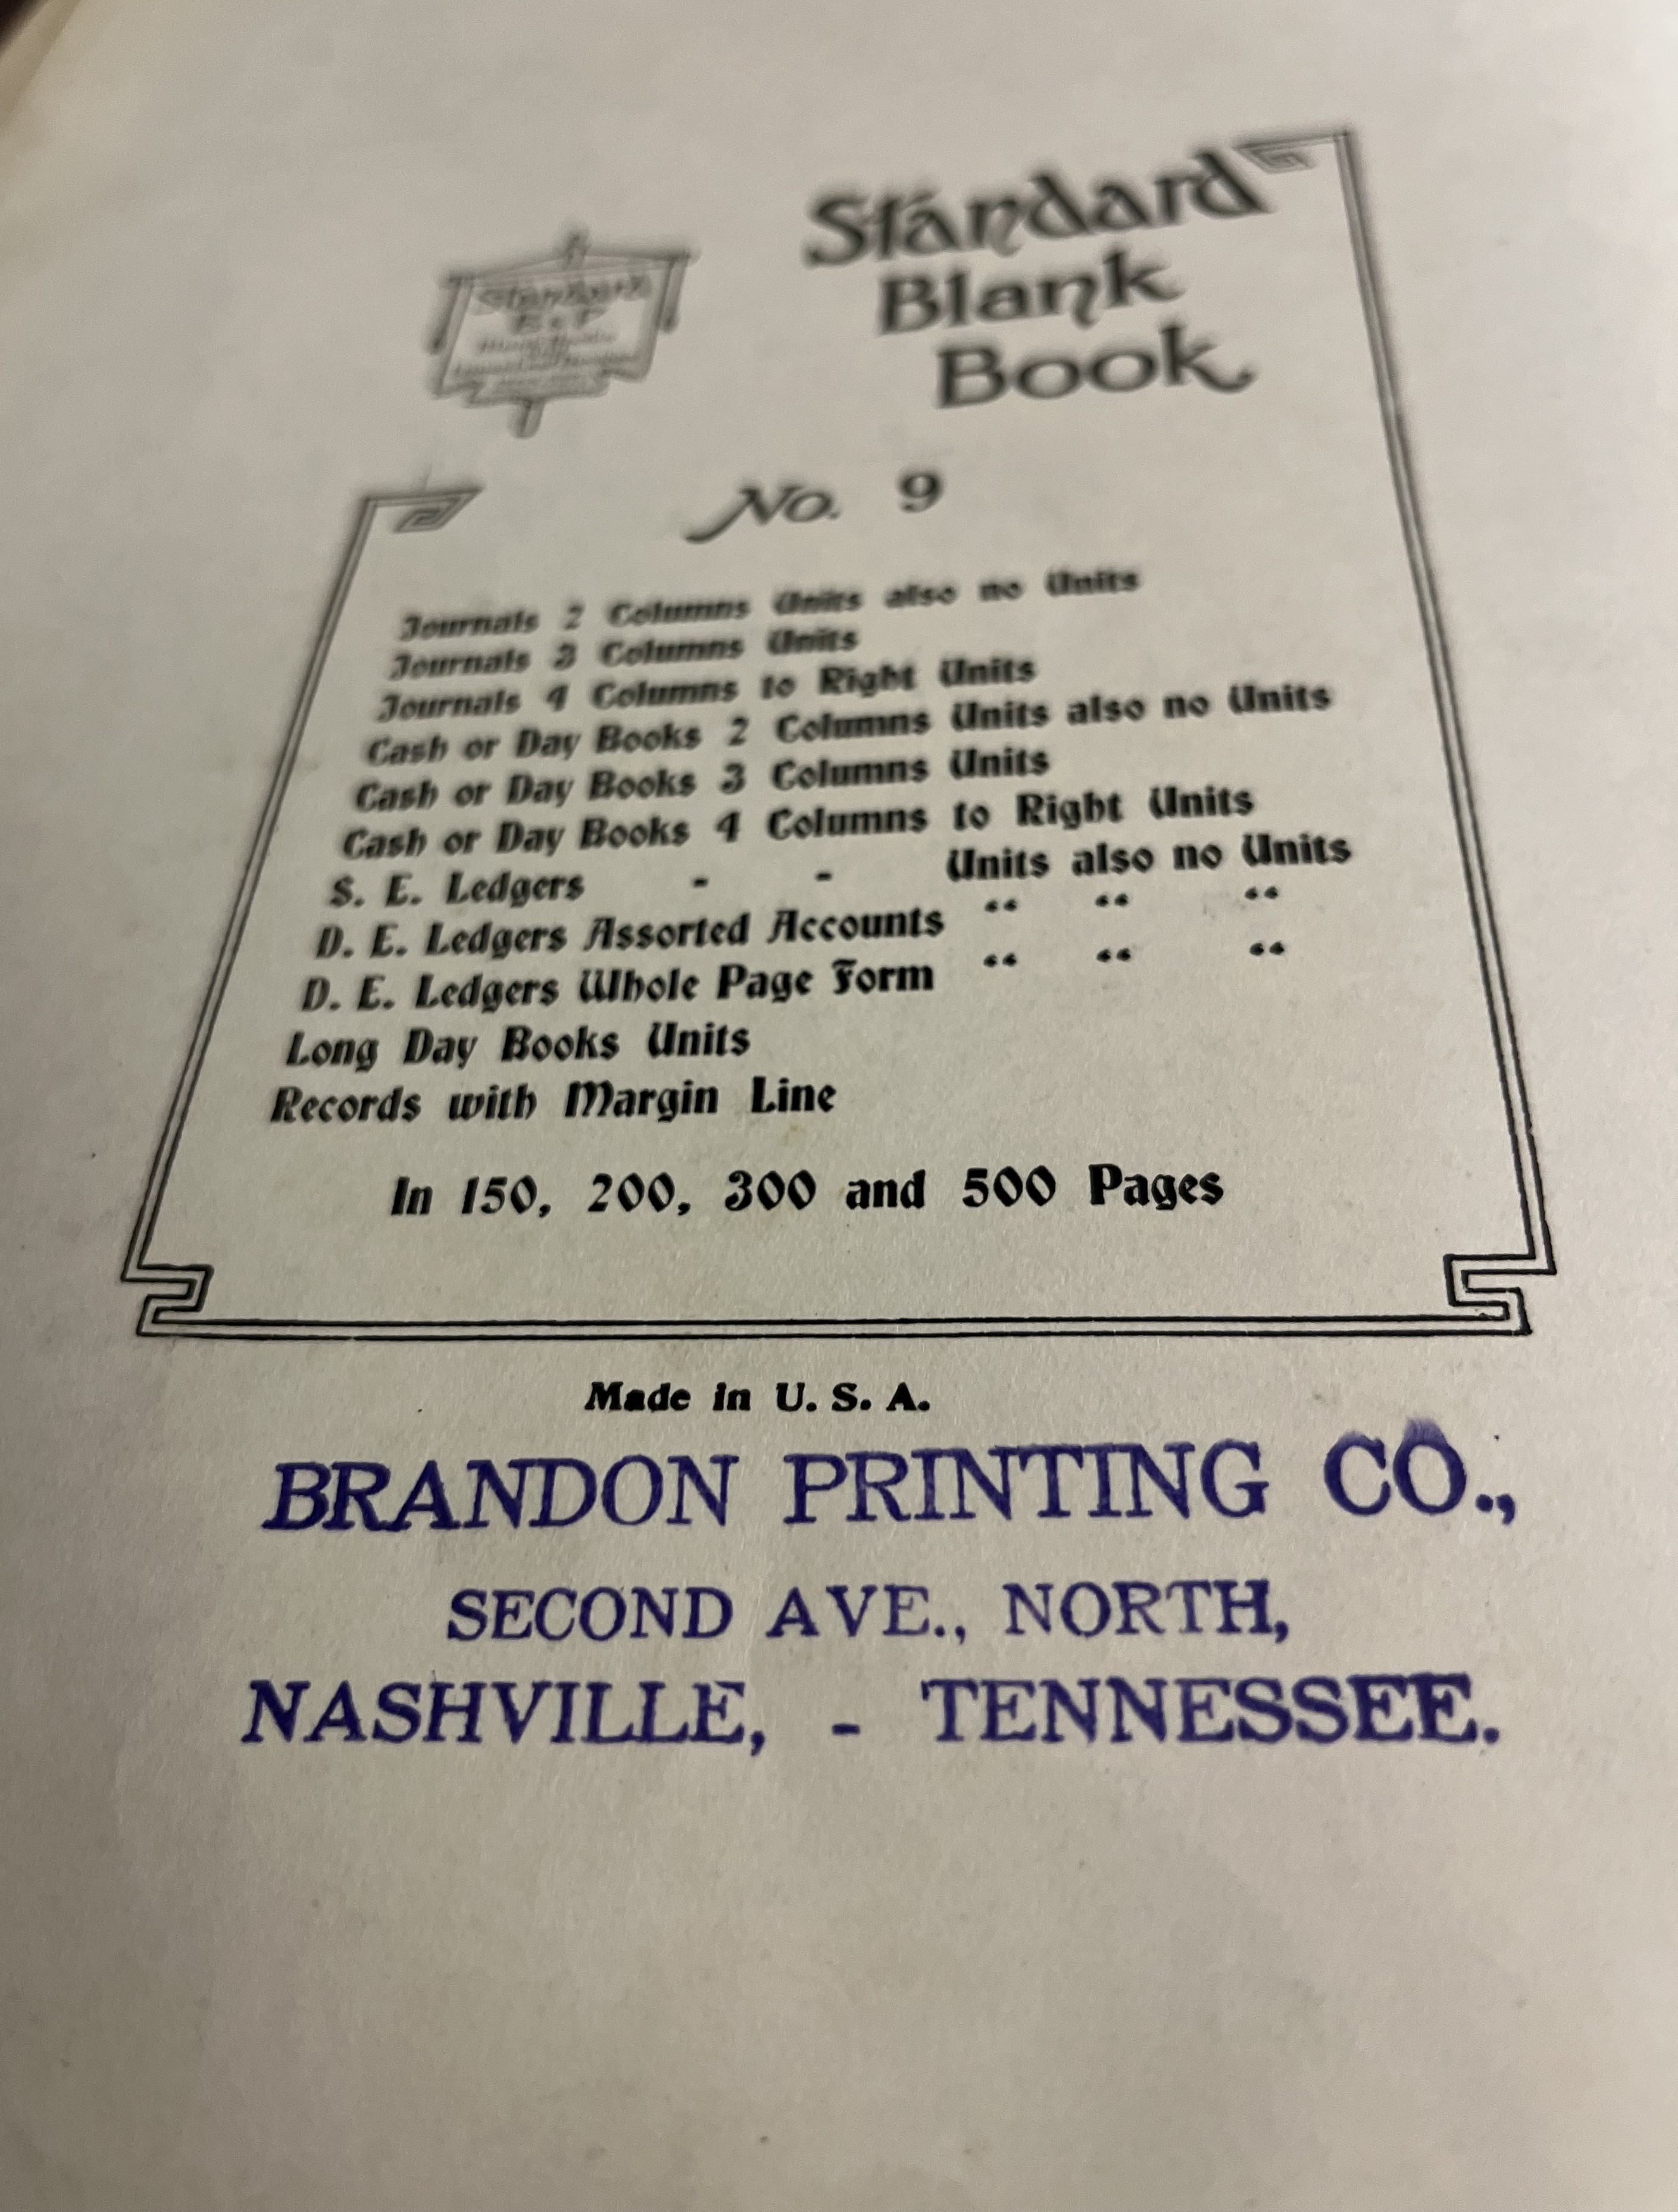 Standard
B & P
Standard
Blank
Book
No. 9
Journals 2 Columns Units also no Units
Journals 3 Columns Units
Journals 4 Columns to Right Units
Cash or Day Books 2 Columns Units also no Units
Cash or Day Books 3 Columns Units
Cash or Day Books 4 Columns to Right Units
S. E. Ledgers - - Units also no Units
D. E. Ledgers Assorted Accounts “ “ “
D. E. Ledgers Whole Page Form “ “ “
Long Day Books Units
Records with Margin Line
In 150, 200, 300 and 500 Pages
Made in U. S. A.
BRANDON PRINTING CO.,
SECOND AVE., NORTH,
NASHVILLE, - TENNESSEE.